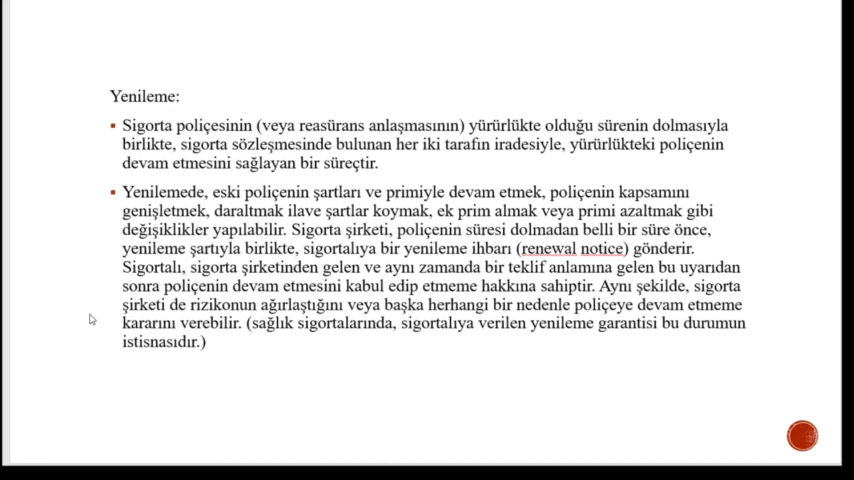 Yenileme:
▪ Sigorta poliçesinin (veya reasürans anlaşmasının) yürürlükte olduğu sürenin dolmasıyla
birlikte, sigorta sözleşmesinde bulunan her iki tarafın iradesiyle, yürürlükteki poliçenin
devam etmesini sağlayan bir süreçtir.
▪ Yenilemede, eski poliçenin şartları ve primiyle devam etmek, poliçenin kapsamını
genişletmek, daraltmak ilave şartlar koymak, ek prim almak veya primi azaltmak gibi
değişiklikler yapılabilir. Sigorta şirketi, poliçenin süresi dolmadan belli bir süre önce,
yenileme şartıyla birlikte, sigortalıya bir yenileme ihbarı (renewal notice) gönderir.
Sigortalı, sigorta şirketinden gelen ve aynı zamanda bir teklif anlamına gelen bu uyarıdan
sonra poliçenin devam etmesini kabul edip etmeme hakkına sahiptir. Aynı şekilde, sigorta
şirketi de rizikonun ağırlaştığını veya başka herhangi bir nedenle poliçeye devam etmeme
kararını verebilir. (sağlık sigortalarında, sigortalıya verilen yenileme garantisi bu durumun
istisnasıdır.)